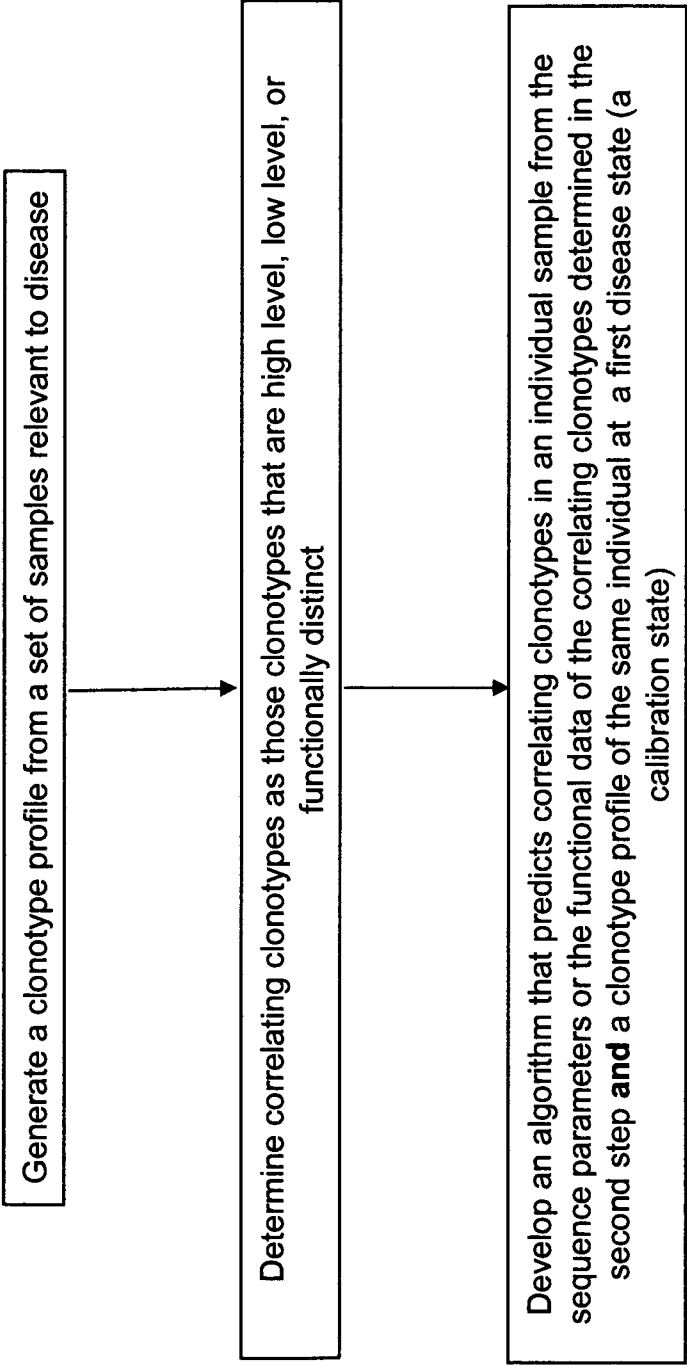 Generate a clonotype profile from a set of samples relevant to disease
Determine correlating clonotypes as those clonotypes that are high level, low level, or
functionally distinct
Develop an algorithm that predicts correlating clonotypes in an individual sample from the
sequence parameters or the functional data of the correlating clonotypes determined in the
second step and a clonotype profile of the same individual at a first disease state (a
calibration state)